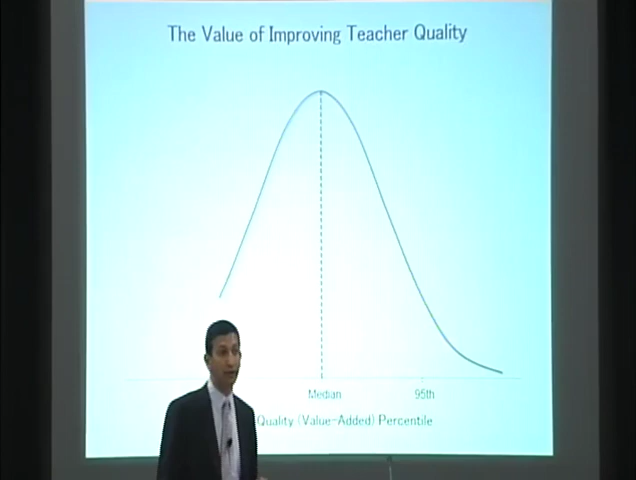 The Value of Improving Teacher Quality
Median 95th
Quality (Value-Added) Percentile